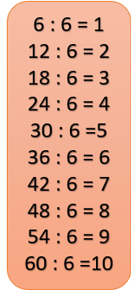 6 : 6 = 1
12 : 6 = 2
18 : 6 = 3
24 : 6 = 4
30 : 6 =5
36 : 6 = 6
42 : 6 = 7
48 : 6 = 8
54 : 6 = 9
60 : 6 =10